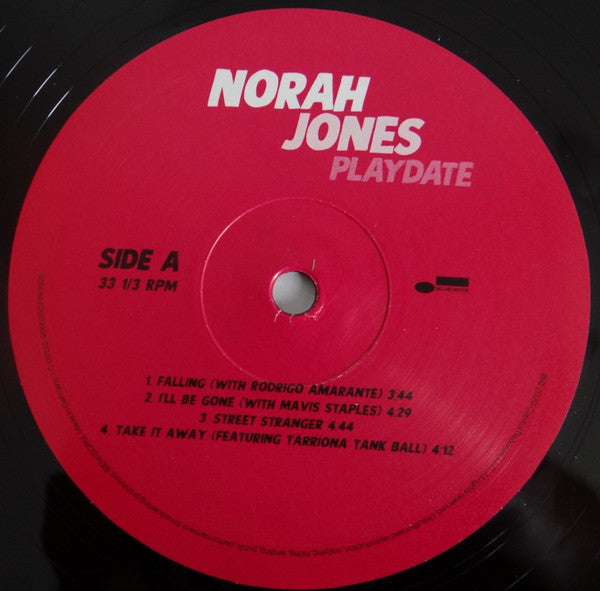 NORAH
JONES
PLAYDATE
SIDE A
33 1/3 RPM
BLUE NOTE
1. FALLING (WITH RODRIGO AMARANTE) 3:44
2. I'LL BE GONE (WITH MAVIS STAPLES) 4:29
3. STREET STRANGER 4:44
4. TAKE IT AWAY (FEATURING TARRIONA TANK BALL) 4:12